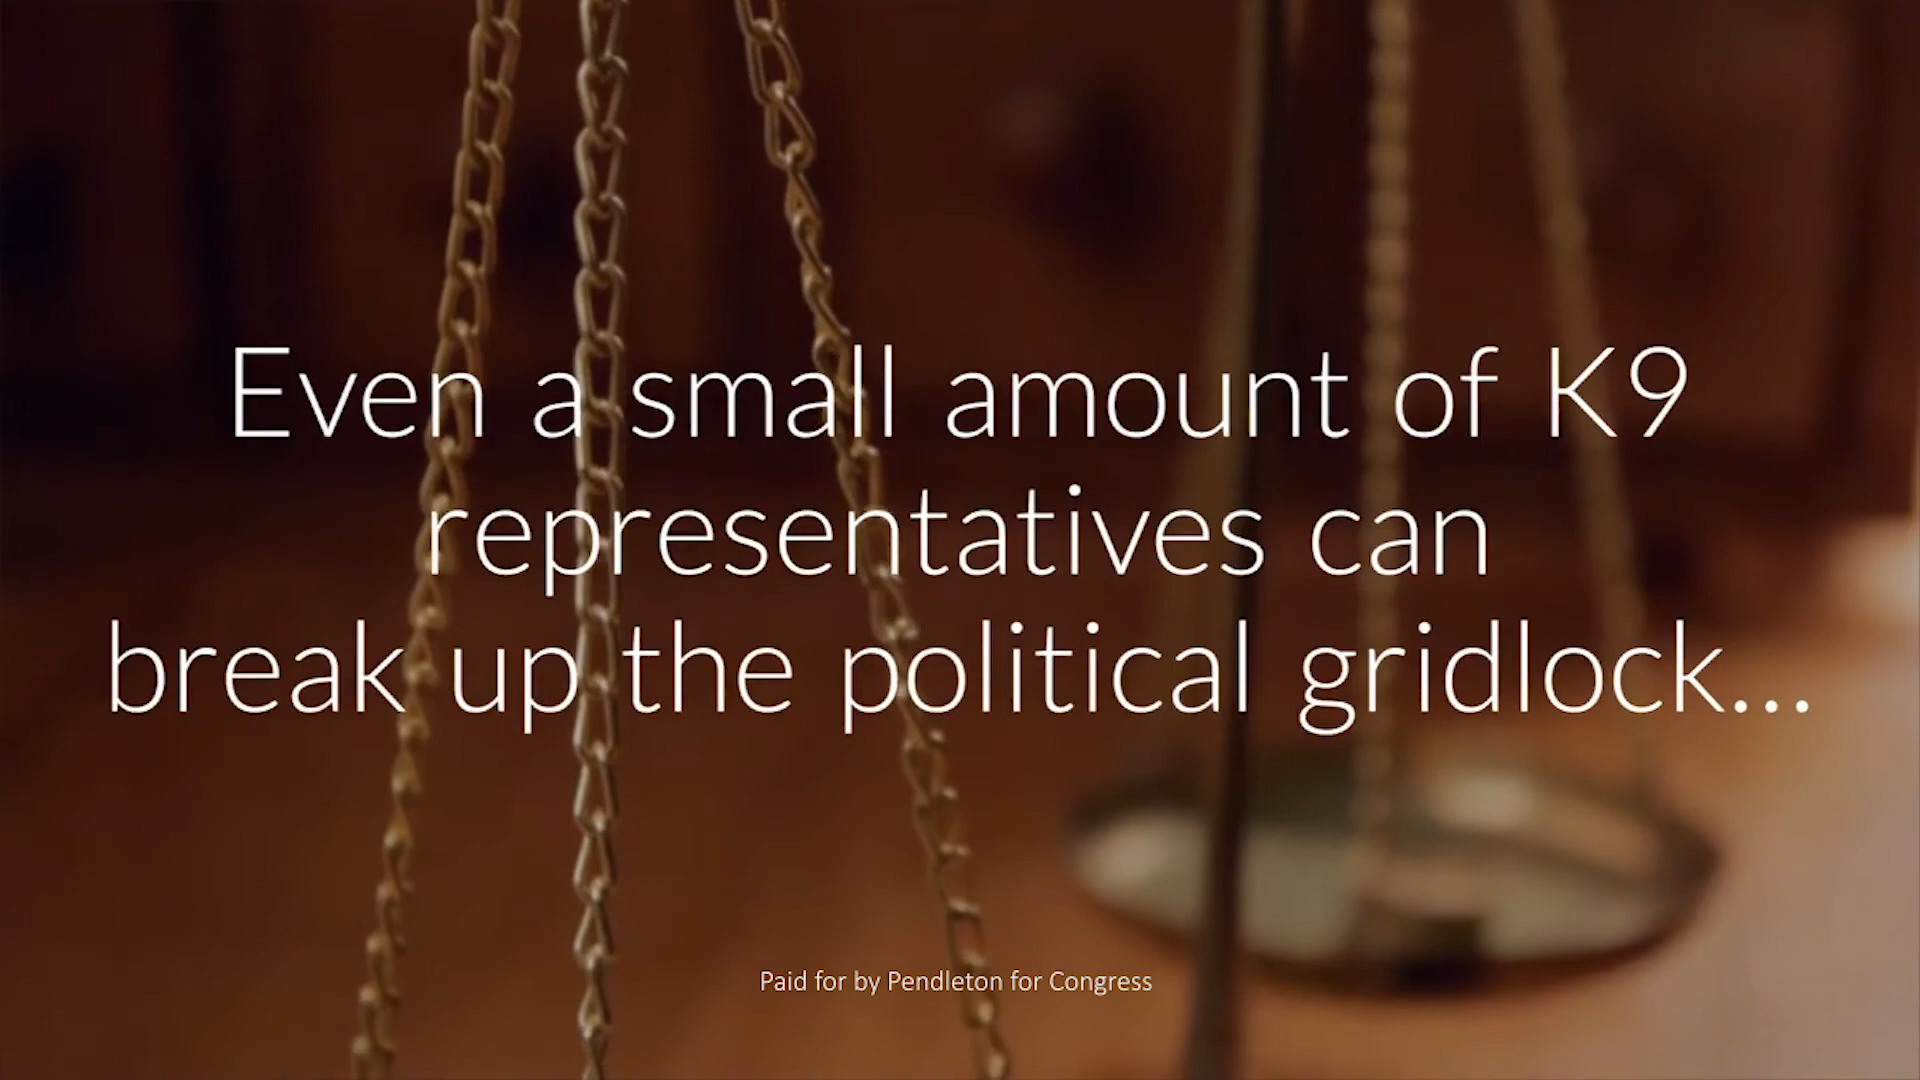 Even a small amount of K9
representatives can
break up the political gridlock...
Paid for by Pendleton for Congress